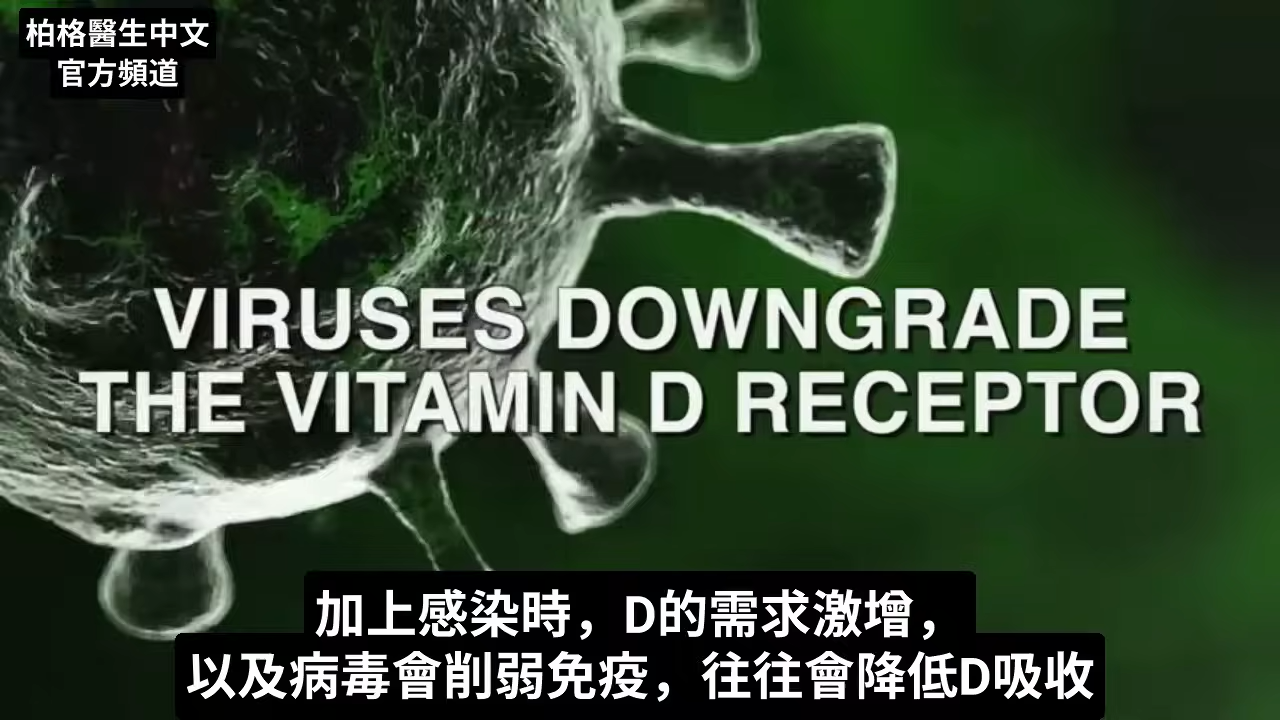 柏格醫生中文
官方頻道
VIRUSES DOWNGRADE
THE VITAMIN D RECEPTOR
加上感染時，D的需求激增，
以及病毒會削弱免疫，往往會降低D吸收